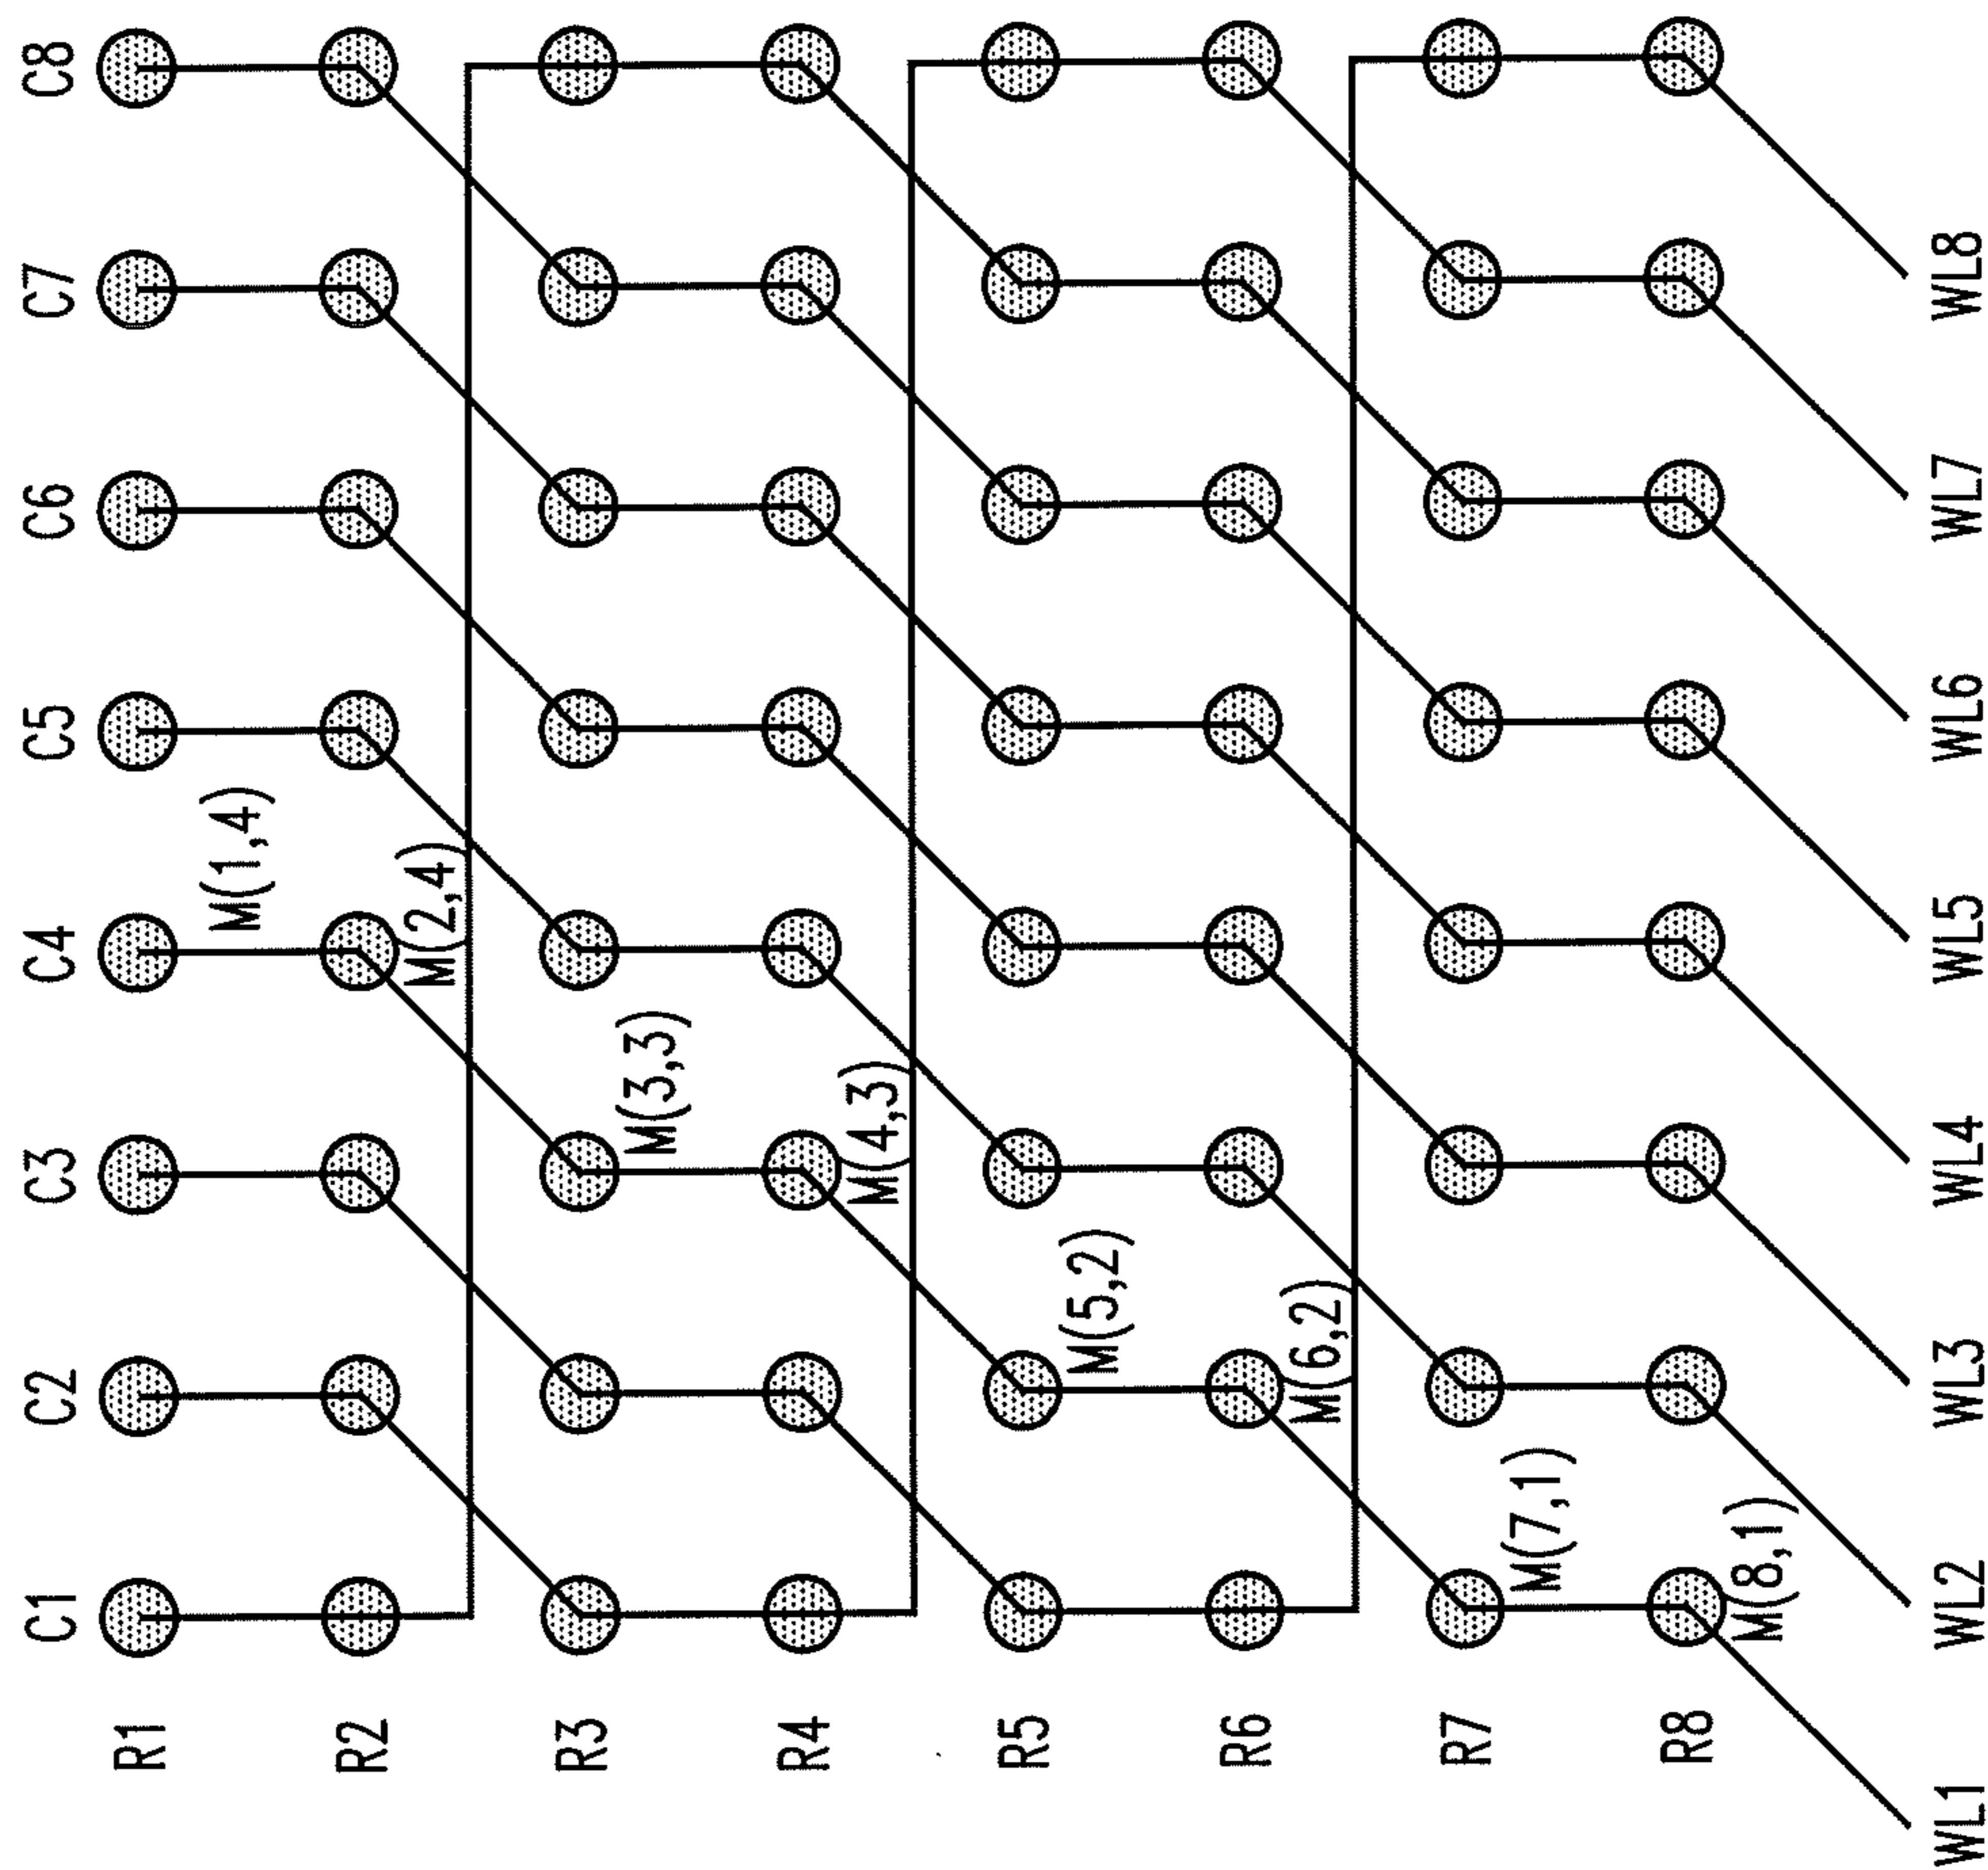 C1
C2
C3
C4
C5
C6
C7
C8
R1
R2
R3
R4
R5
R6
R7
R8
M(1,4)
M(2,4)
M(3,3)
M(4,3)
M(5,2)
M(6,2)
M(7,1)
M(8,1)
WL1
WL2
WL3
WL4
WL5
WL6
WL7
WL8